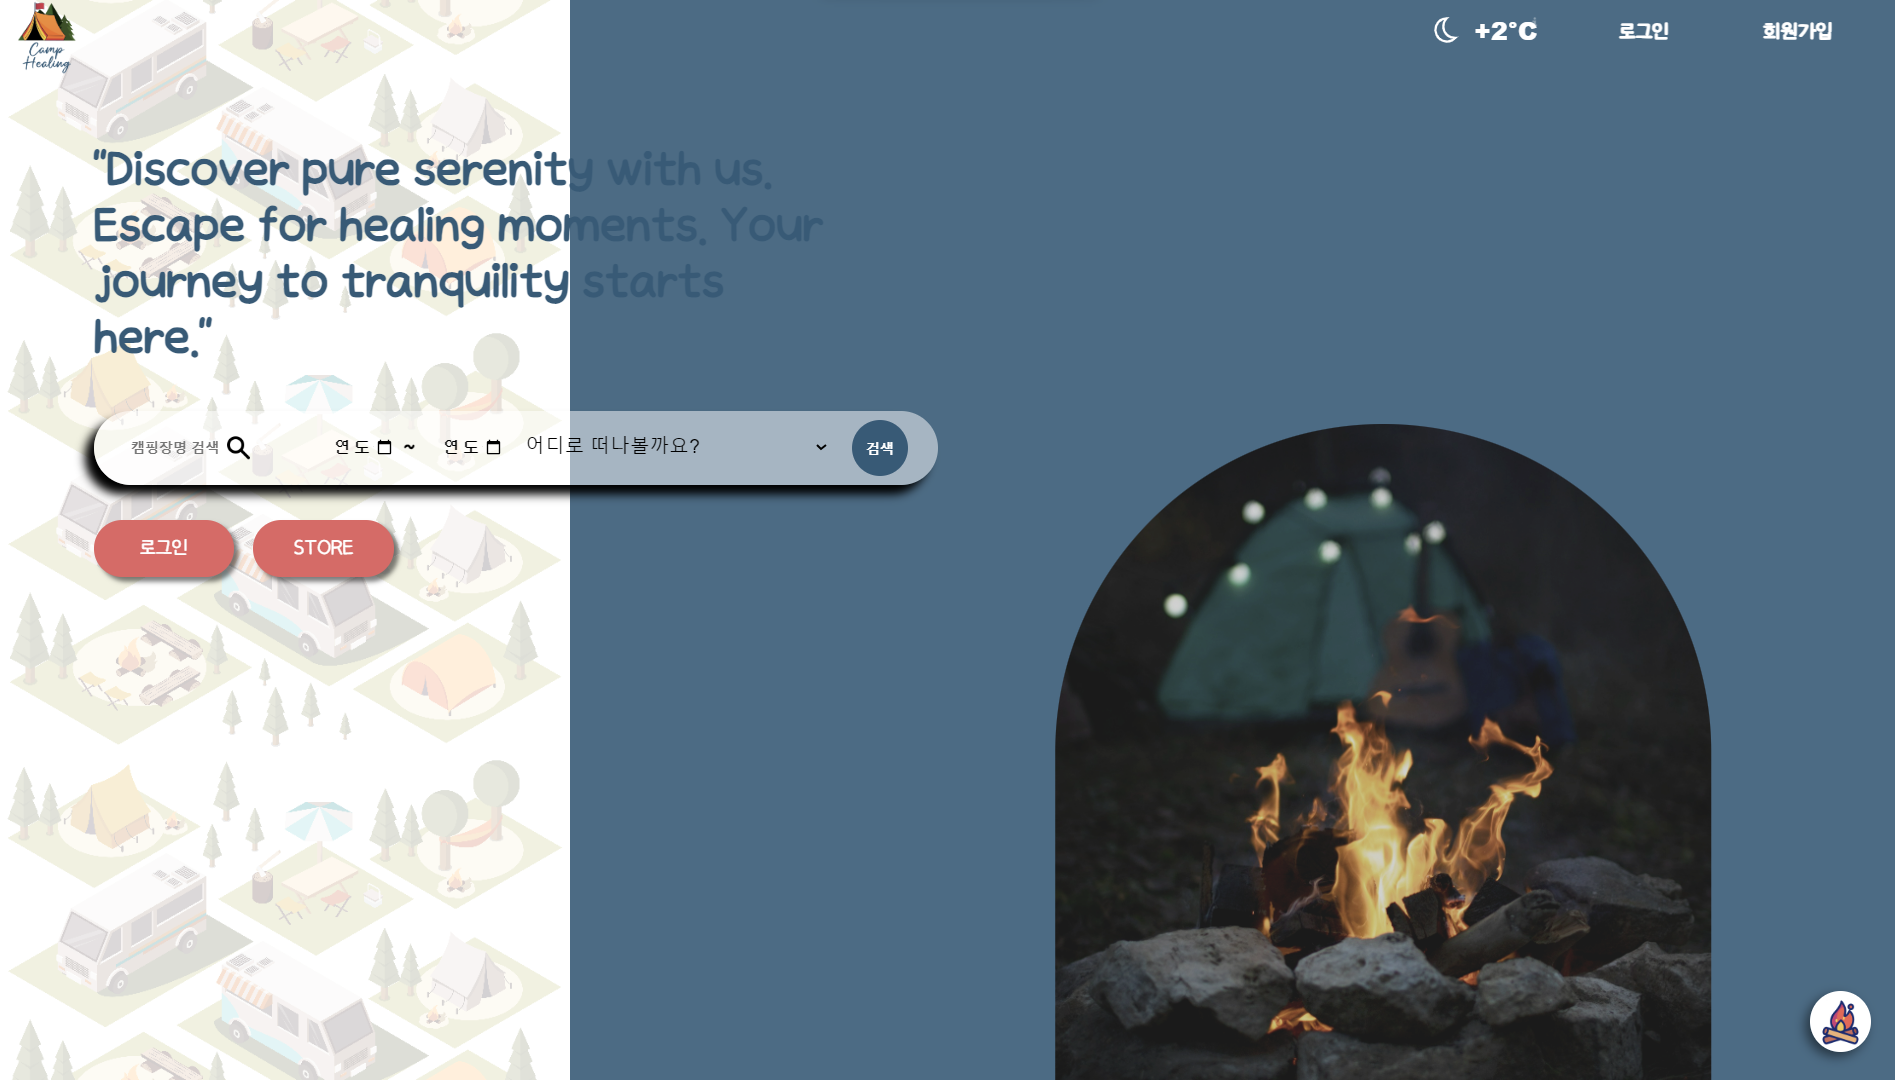 Camp
Healing
+2°C
로그인
회원가입
"Discover pure serenity with us.
Escape for healing moments. Your
journey to tranquility starts
here."
캠핑장명 검색
연도 ~ 연도
어디로 떠나볼까요?
검색
로그인
STORE